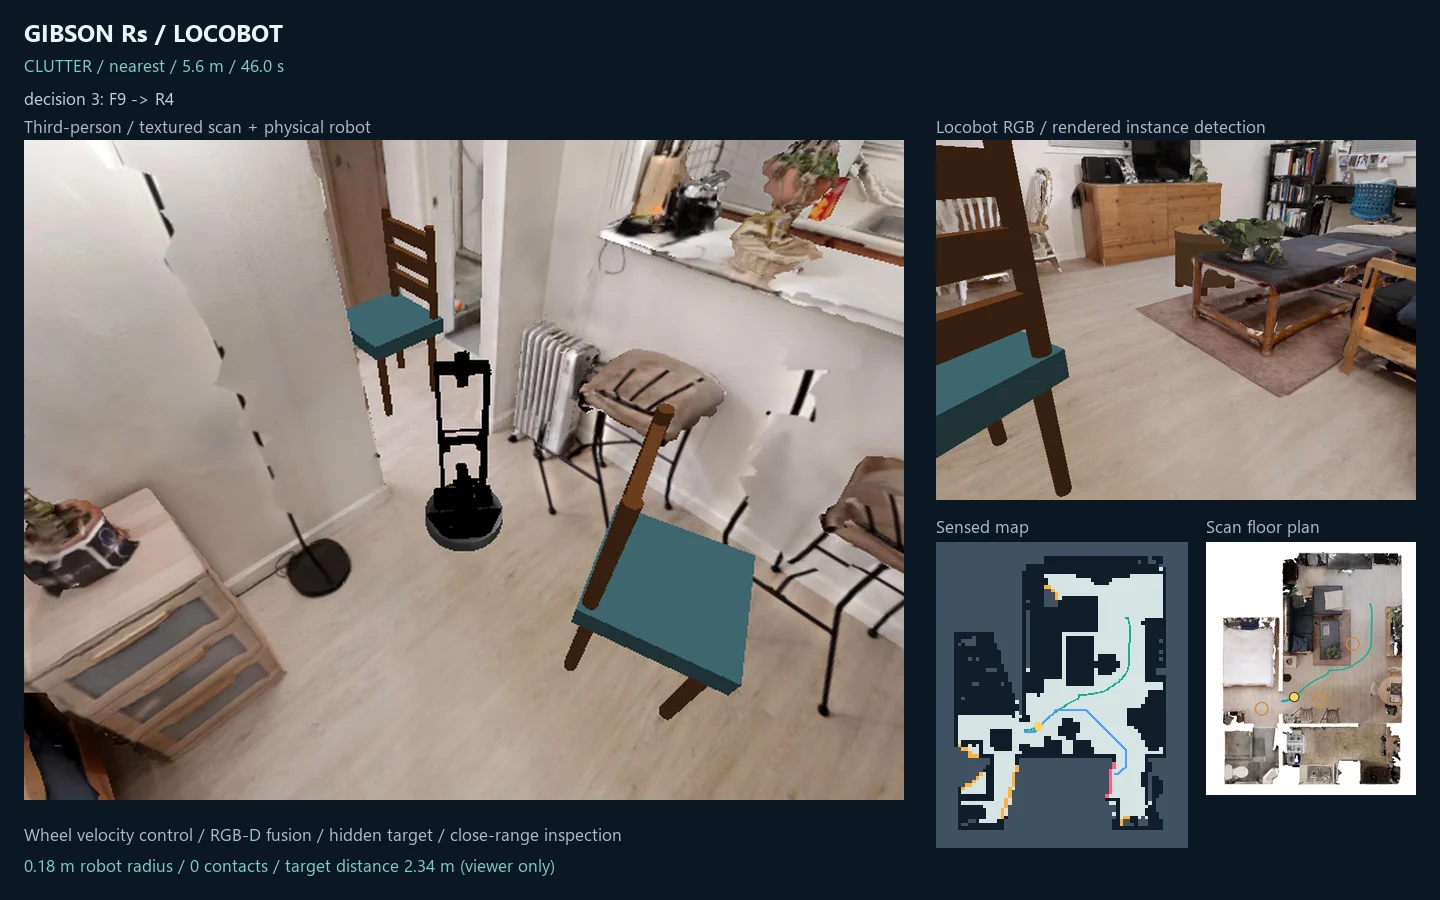 GIBSON Rs / LOCOBOT
CLUTTER / nearest / 5.6 m / 46.0 s
decision 3: F9 -> R4
Third-person / textured scan + physical robot
Locobot RGB / rendered instance detection
Sensed map
Scan floor plan
Wheel velocity control / RGB-D fusion / hidden target / close-range inspection
0.18 m robot radius / 0 contacts / target distance 2.34 m (viewer only)